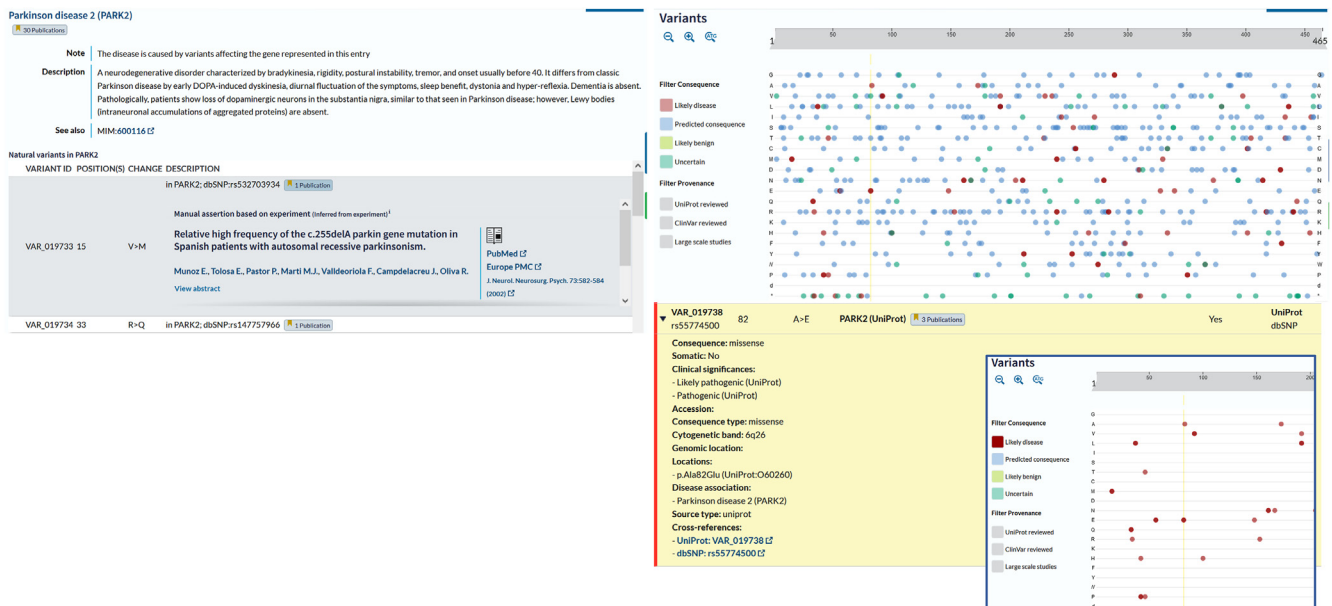 Parkinson disease 2 (PARK2)
30 Publications
Note The disease is caused by variants affecting the gene represented in this entry
Description A neurodegenerative disorder characterized by bradykinesia, rigidity, postural instability, tremor, and onset usually before 40. It differs from classic
Parkinson disease by early DOPA-induced dyskinesia, diurnal fluctuation of the symptoms, sleep benefit, dystonia and hyper-reflexia. Dementia is absent.
Pathologically, patients show loss of dopaminergic neurons in the substantia nigra, similar to that seen in Parkinson disease; however, Lewy bodies
(intraneuronal accumulations of aggregated proteins) are absent.
See also MIM:600116
Natural variants in PARK2
VARIANT ID POSITION(S) CHANGE DESCRIPTION
in PARK2; dbSNP:rs532703934 1 Publication
Manual assertion based on experiment (Inferred from experiment) 1
Relative high frequency of the c.255delA parkin gene mutation in
Spanish patients with autosomal recessive parkinsonism.
VAR_019733 15 V>M
PubMed
Europe PMC
Munoz E., Tolosa E., Pastor P., Marti M.J., Valldeoriola F., Campdelacreu J., Oliva R.
J. Neurol. Neurosurg. Psych. 73:582-584
(2002)
View abstract
VAR_019734 33 R>Q in PARK2; dbSNP:rs147757966 1 Publication
Variants
1 50 100 150 200 250 300 350 400 450 465
Filter Consequence
Likely disease
Predicted consequence
Likely benign
Uncertain
Filter Provenance
UniProt reviewed
ClinVar reviewed
Large scale studies
G G
A A
V V
L L
I I
S S
T T
C C
M M
D D
N N
E E
Q Q
R R
K K
H H
F F
Y Y
W W
P P
d d
* *
VAR_019738
rs55774500 82 A>E PARK2 (UniProt) 3 Publications Yes UniProt
dbSNP
Consequence: missense
Somatic: No
Clinical significances:
- Likely pathogenic (UniProt)
- Pathogenic (UniProt)
Accession:
Consequence type: missense
Cytogenetic band: 6q26
Genomic location:
Locations:
- p.Ala82Glu (UniProt:O60260)
Disease association:
- Parkinson disease 2 (PARK2)
Source type: uniprot
Cross-references:
- UniProt: VAR_019738
- dbSNP: rs55774500
Variants
1 50 100 150 200
Filter Consequence
Likely disease
Predicted consequence
Likely benign
Uncertain
Filter Provenance
UniProt reviewed
ClinVar reviewed
Large scale studies
G
A
V
L
I
S
T
C
M
D
N
E
Q
R
K
H
F
Y
W
P